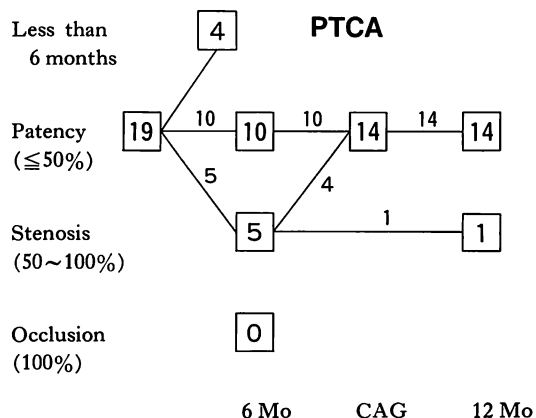 Less than
6 months
4
PTCA
Patency
(≦50%)
19
10
10
10
14
14
14
5
4
Stenosis
(50~100%)
5
1
1
Occlusion
(100%)
0
6 Mo CAG 12 Mo